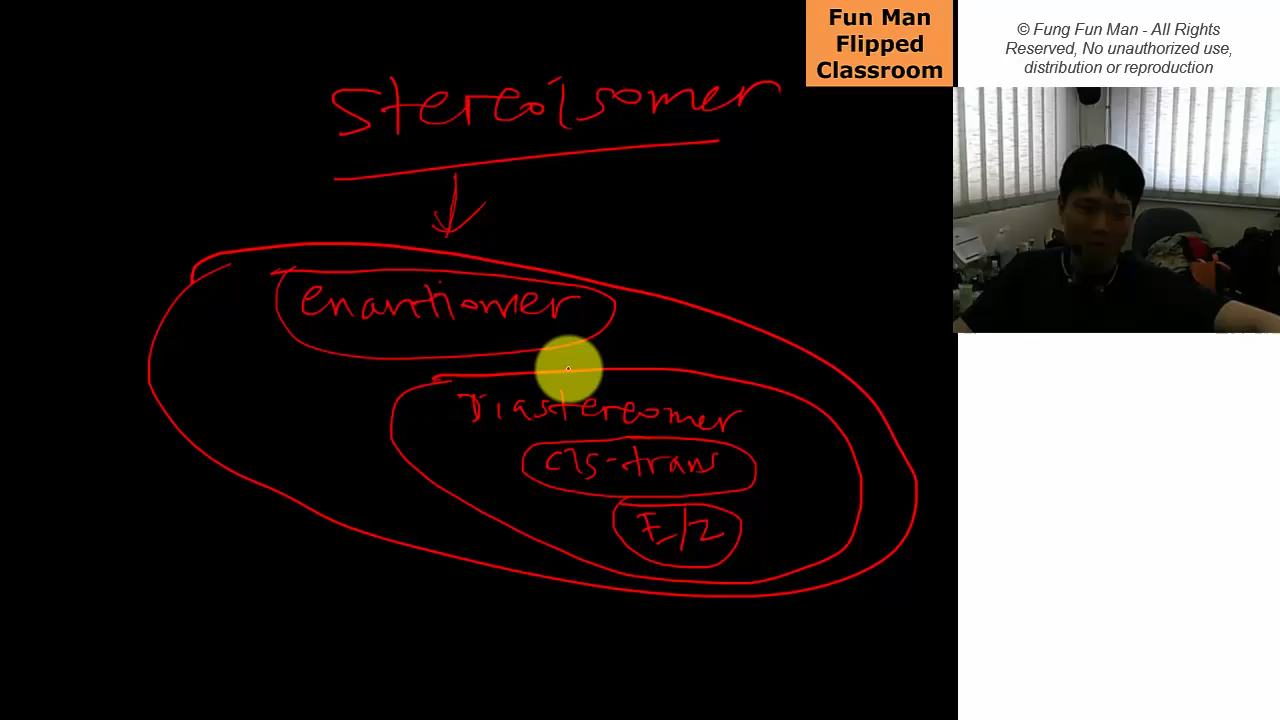 Fun Man
Flipped
Classroom
© Fung Fun Man - All Rights
Reserved, No unauthorized use,
distribution or reproduction
stereoisomer
enantiomer
Diastereomer
cis-trans
E/Z